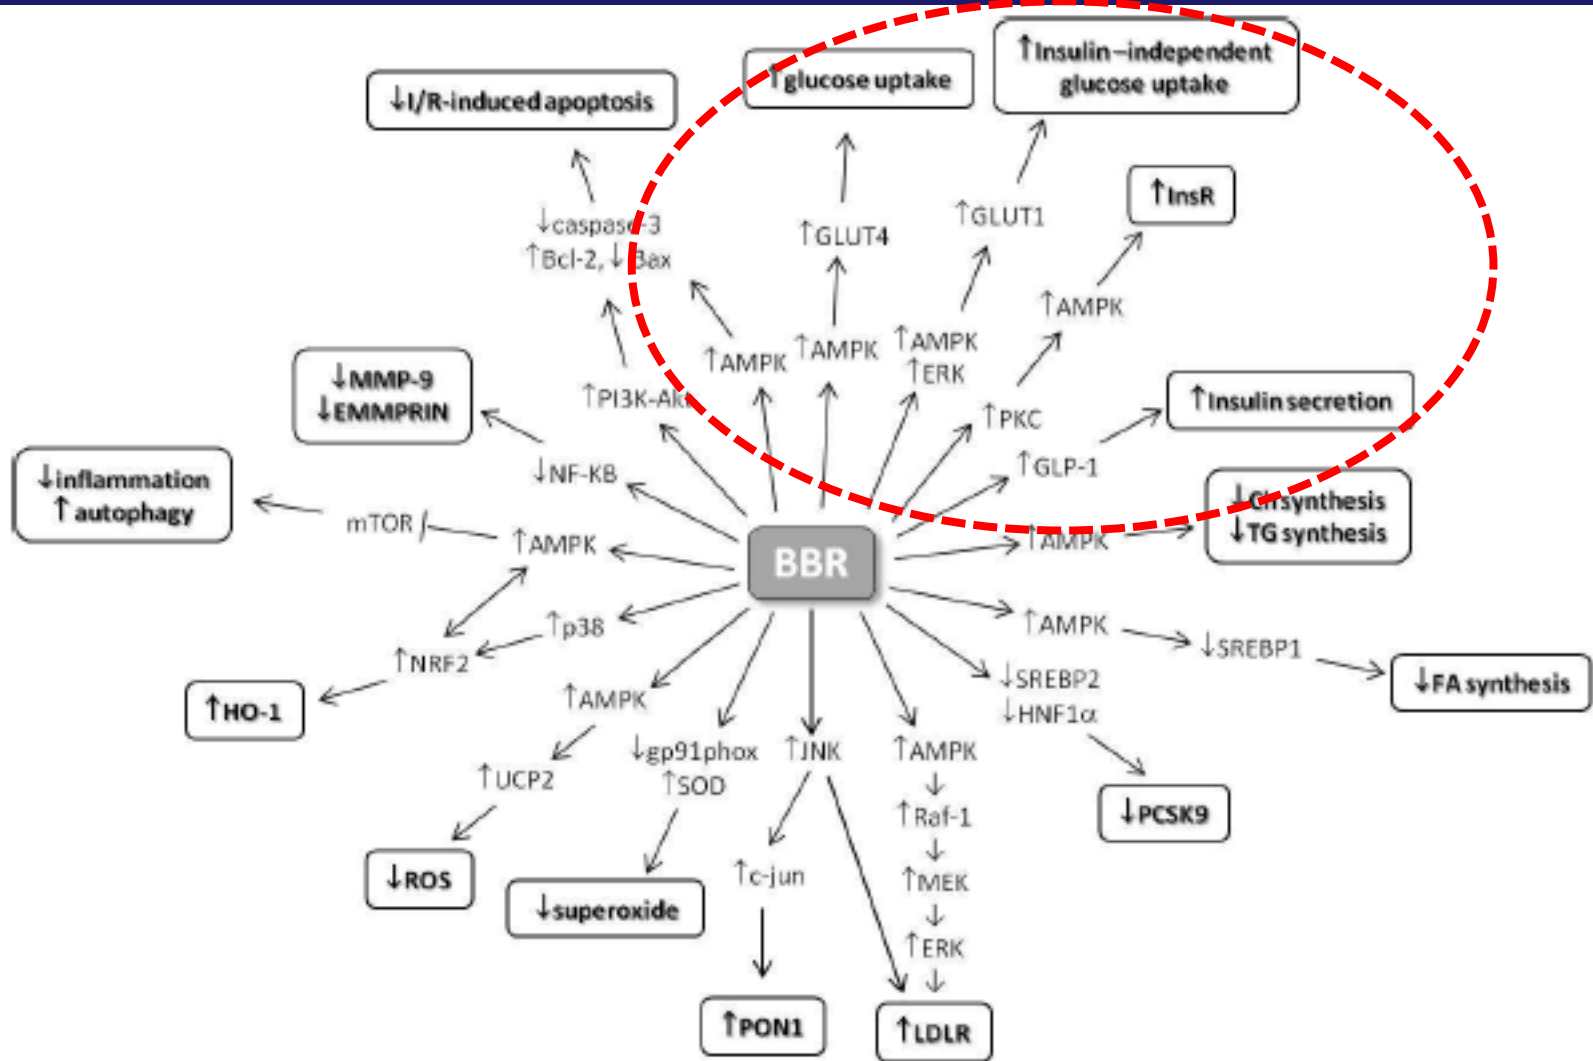 ↑Insulin–independent
glucose uptake
↑glucose uptake
↓I/R-induced apoptosis
↑InsR
↑GLUT1
↓caspase-3
↑Bcl-2, ↓Bax
↑GLUT4
↑AMPK
↑AMPK
↑ERK
↑AMPK
↑AMPK
↓MMP-9
↓EMMPRIN
↑PI3K-Akt
↑PKC
↑Insulin secretion
↓NF-KB
↑GLP-1
↓inflammation
↑autophagy
mTOR
↑AMPK
BBR
↑AMPK
↓Ch synthesis
↓TG synthesis
↑p38
↑AMPK
↓SREBP1
↑NRF2
↓SREBP2
↓HNF1α
↓FA synthesis
↑HO-1
↑AMPK
↓gp91phox
↑SOD
↑JNK
↑AMPK
↑UCP2
↑Raf-1
↓PCSK9
↓ROS
↑c-jun
↑MEK
↓superoxide
↑ERK
↑PON1
↑LDLR